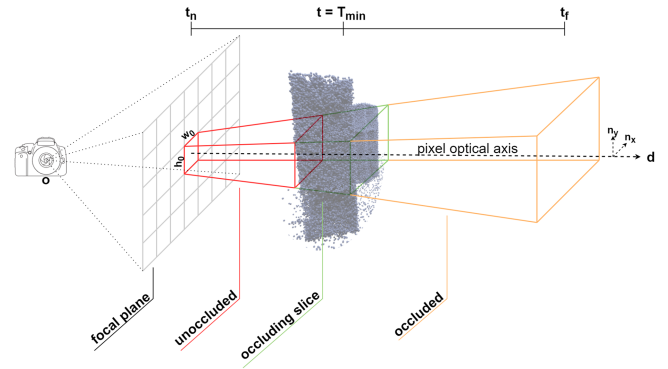 tn
t = Tmin
tf
w0
h0
o
pixel optical axis
ny
nx
d
focal plane
unoccluded
occluding slice
occluded